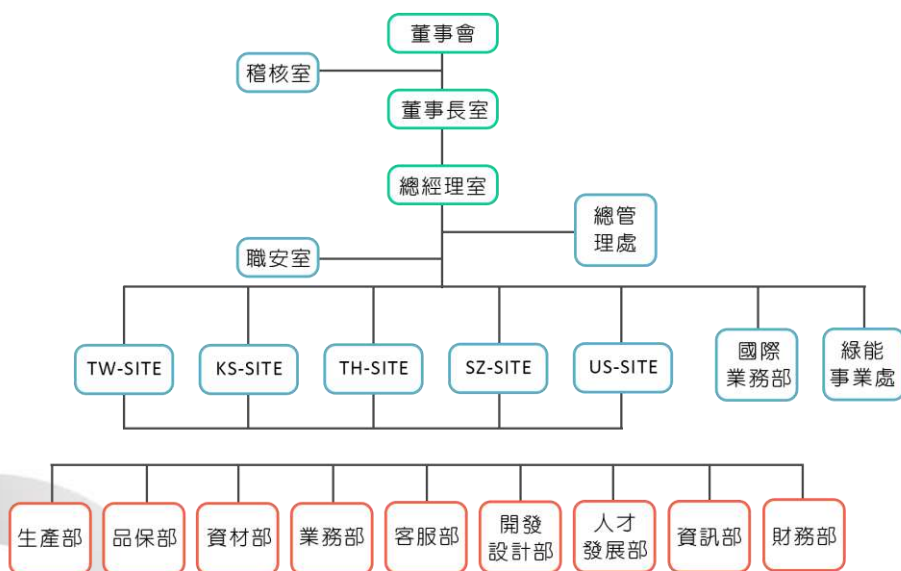 董事會
稽核室
董事長室
總經理室
總管
理處
職安室
TW-SITE
KS-SITE
TH-SITE
SZ-SITE
US-SITE
國際
業務部
綠能
事業處
生產部
品保部
資材部
業務部
客服部
開發
設計部
人才
發展部
資訊部
財務部